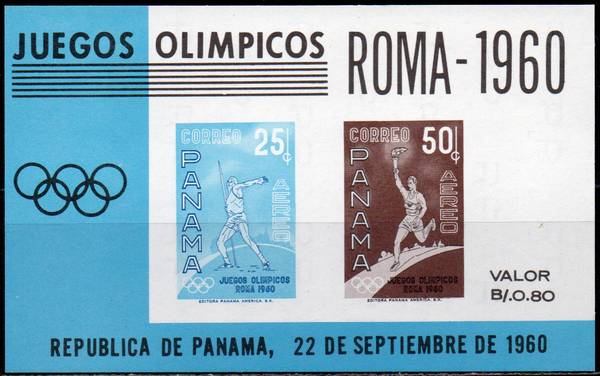 JUEGOS OLIMPICOS
ROMA-1960
CORREO 25 ¢
PANAMA
AEREO
JUEGOS OLIMPICOS
ROMA 1960
EDITORA PANAMA AMERICA, S.A.
CORREO 50 ¢
PANAMA
AEREO
JUEGOS OLIMPICOS
ROMA 1960
EDITORA PANAMA AMERICA, S.A.
VALOR
B/.0.80
REPUBLICA DE PANAMA, 22 DE SEPTIEMBRE DE 1960